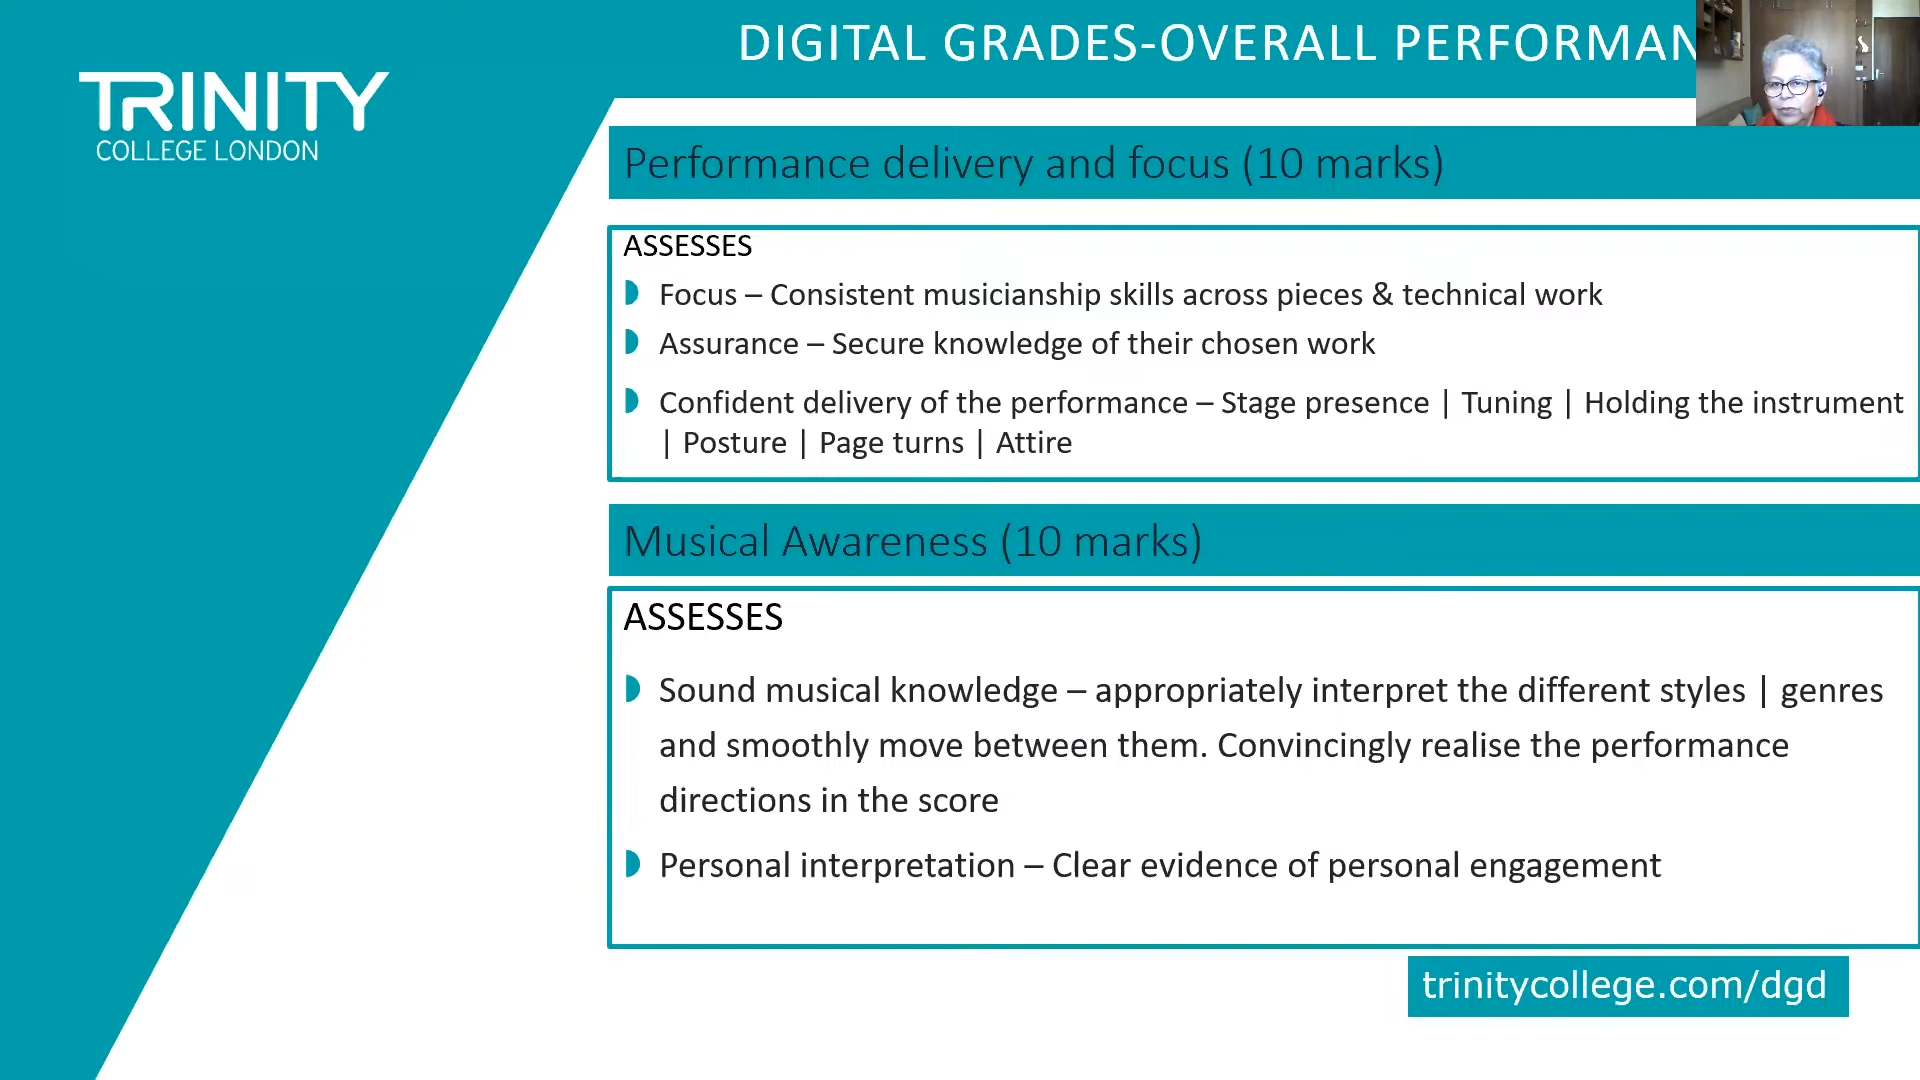 DIGITAL GRADES-OVERALL PERFORMAN
TRINITY
COLLEGE LONDON
Performance delivery and focus (10 marks)
ASSESSES
Focus – Consistent musicianship skills across pieces & technical work
Assurance – Secure knowledge of their chosen work
Confident delivery of the performance – Stage presence | Tuning | Holding the instrument
| Posture | Page turns | Attire
Musical Awareness (10 marks)
ASSESSES
Sound musical knowledge – appropriately interpret the different styles | genres
and smoothly move between them. Convincingly realise the performance
directions in the score
Personal interpretation – Clear evidence of personal engagement
trinitycollege.com/dgd